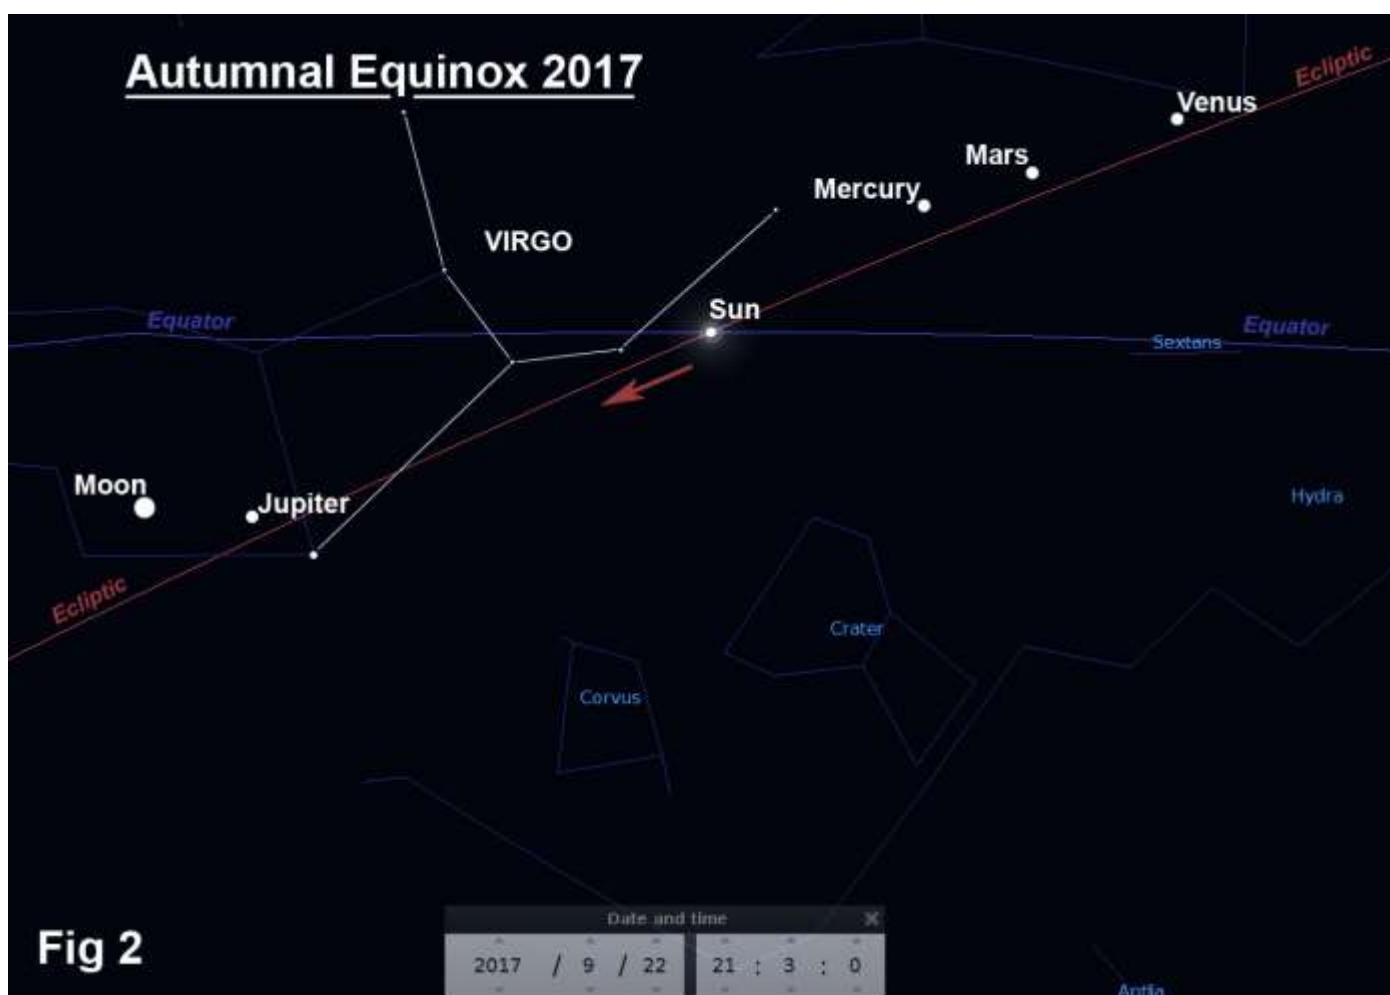 Autumnal Equinox 2017
Ecliptic
Venus
Mars
Mercury
VIRGO
Sun
Equator
Equator
Sextans
Moon
Jupiter
Hydra
Ecliptic
Crater
Corvus
Date and time
2017 / 9 / 22 21 : 3 : 0
Fig 2
Antlia